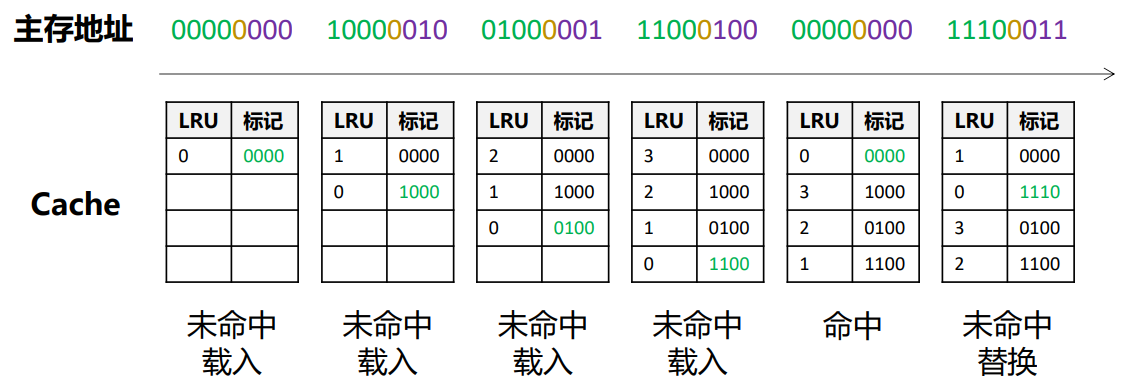 主存地址 00000000 10000010 01000001 11000100 00000000 11100011
Cache
LRU 标记
0 0000
LRU 标记
1 0000
0 1000
LRU 标记
2 0000
1 1000
0 0100
LRU 标记
3 0000
2 1000
1 0100
0 1100
LRU 标记
0 0000
3 1000
2 0100
1 1100
LRU 标记
1 0000
0 1110
3 0100
2 1100
未命中
载入
未命中
载入
未命中
载入
未命中
载入
命中
未命中
替换